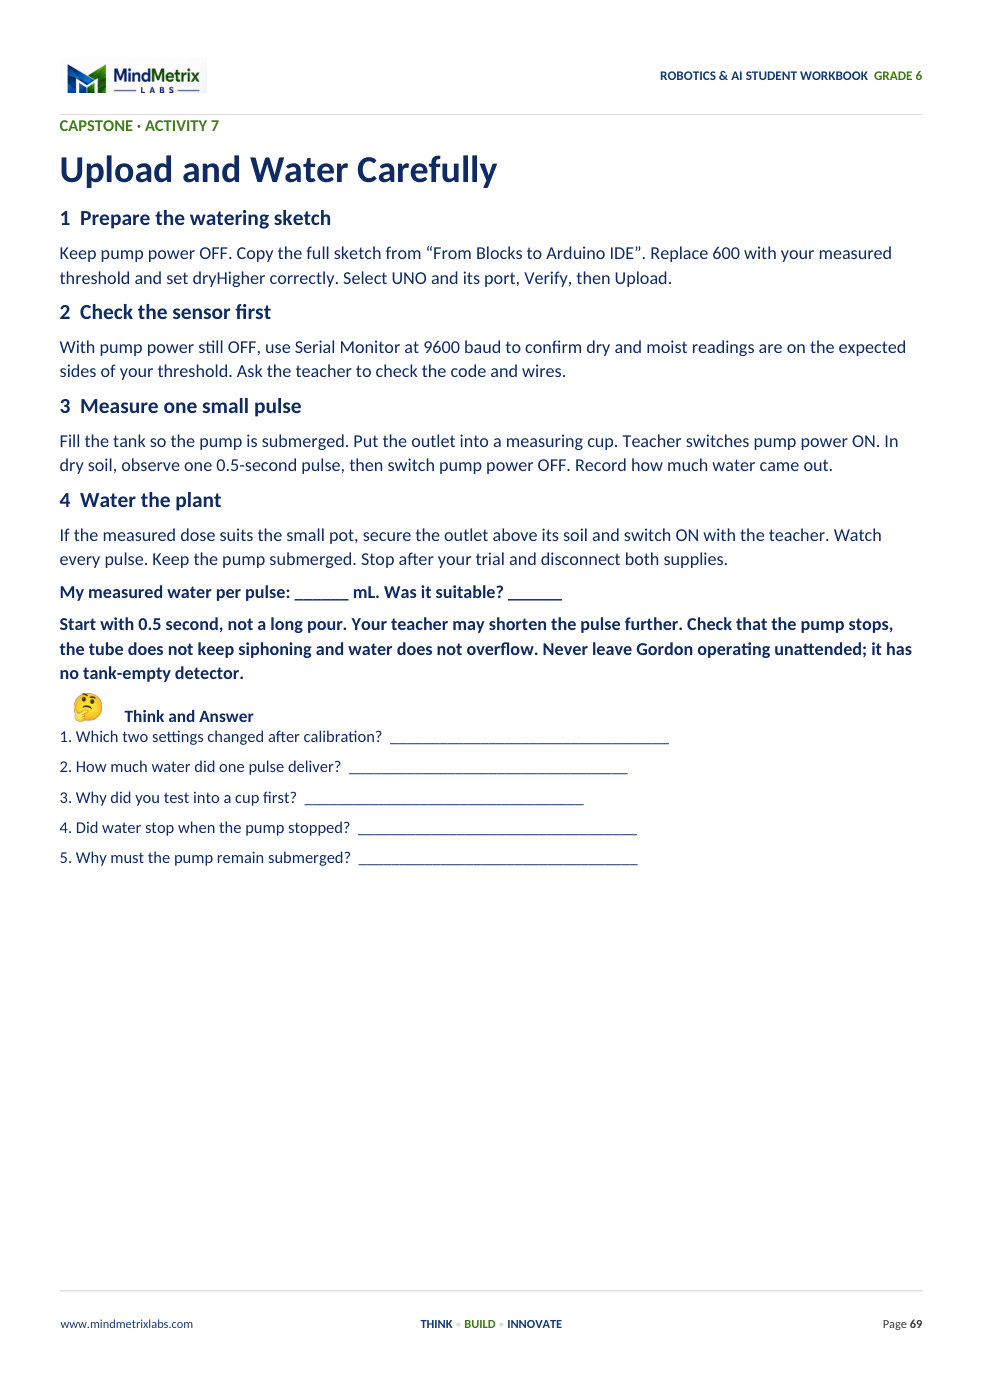 MindMetrix
LABS
ROBOTICS & AI STUDENT WORKBOOK GRADE 6
CAPSTONE · ACTIVITY 7
Upload and Water Carefully
1 Prepare the watering sketch
Keep pump power OFF. Copy the full sketch from “From Blocks to Arduino IDE”. Replace 600 with your measured
threshold and set dryHigher correctly. Select UNO and its port, Verify, then Upload.
2 Check the sensor first
With pump power still OFF, use Serial Monitor at 9600 baud to confirm dry and moist readings are on the expected
sides of your threshold. Ask the teacher to check the code and wires.
3 Measure one small pulse
Fill the tank so the pump is submerged. Put the outlet into a measuring cup. Teacher switches pump power ON. In
dry soil, observe one 0.5-second pulse, then switch pump power OFF. Record how much water came out.
4 Water the plant
If the measured dose suits the small pot, secure the outlet above its soil and switch ON with the teacher. Watch
every pulse. Keep the pump submerged. Stop after your trial and disconnect both supplies.
My measured water per pulse: ______ mL. Was it suitable? ______
Start with 0.5 second, not a long pour. Your teacher may shorten the pulse further. Check that the pump stops,
the tube does not keep siphoning and water does not overflow. Never leave Gordon operating unattended; it has
no tank-empty detector.
🤔 Think and Answer
1. Which two settings changed after calibration? _________________________________
2. How much water did one pulse deliver? _________________________________
3. Why did you test into a cup first? _________________________________
4. Did water stop when the pump stopped? _________________________________
5. Why must the pump remain submerged? _________________________________
www.mindmetrixlabs.com
THINK • BUILD • INNOVATE
Page 69